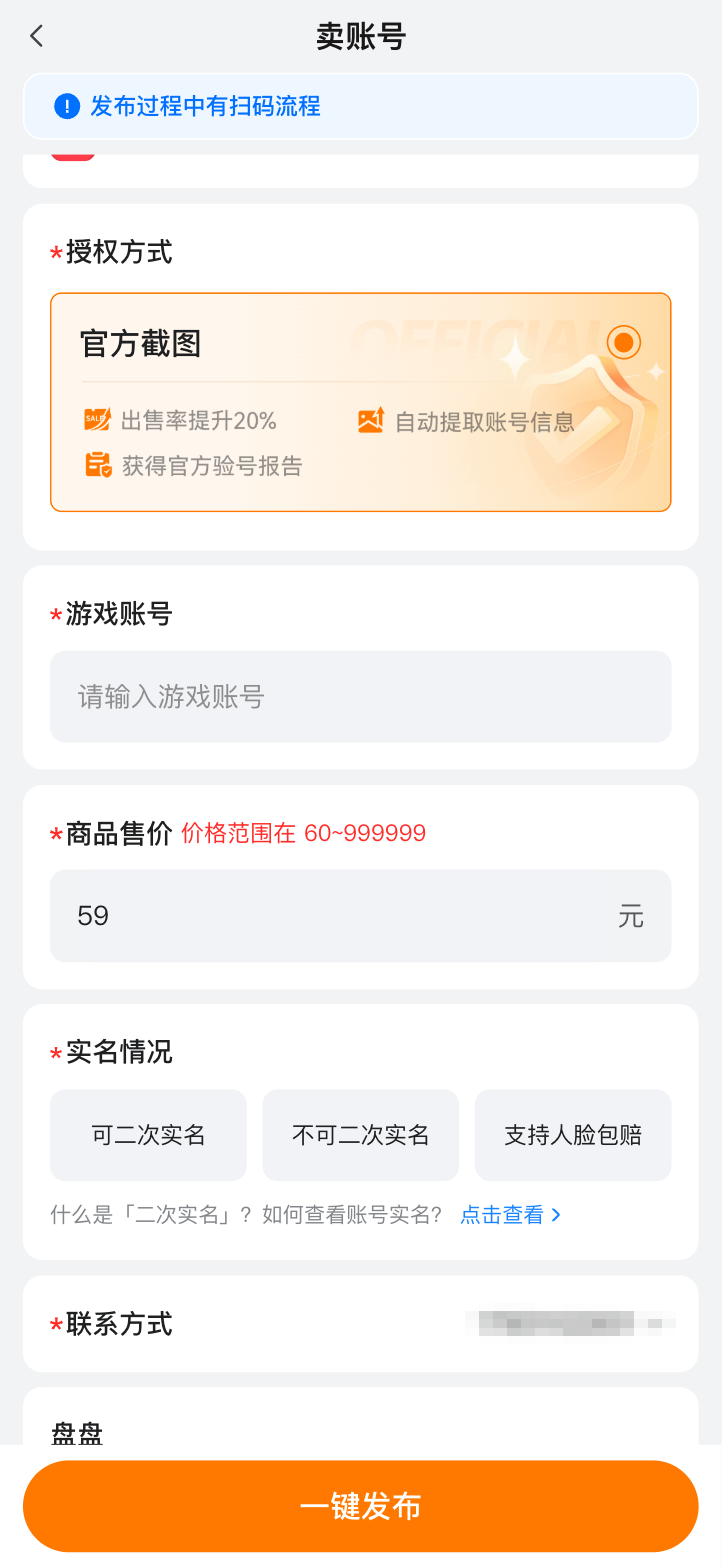 卖账号
发布过程中有扫码流程
*授权方式
OFFICIAL
官方截图
SALE 出售率提升20%
自动提取账号信息
获得官方验号报告
*游戏账号
请输入游戏账号
*商品售价 价格范围在 60~999999
59 元
*实名情况
可二次实名 不可二次实名 支持人脸包赔
什么是「二次实名」？如何查看账号实名？ 点击查看 >
*联系方式
盘盘
一键发布